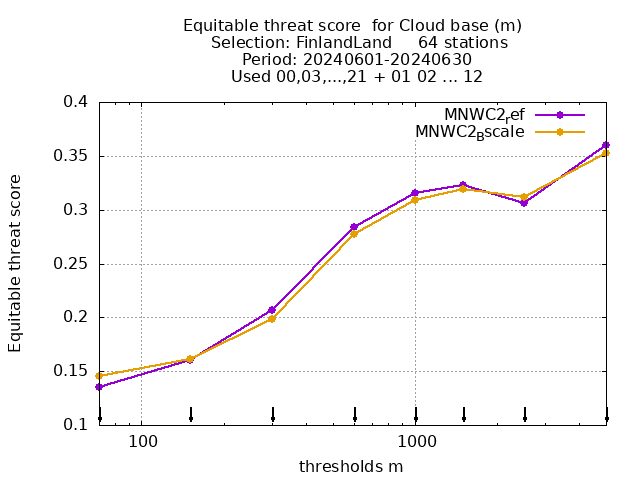 Equitable threat score  for Cloud base (m)
Selection: FinlandLand     64 stations
Period: 20240601-20240630
Used 00,03,...,21 + 01 02 ... 12
0.4
MNWC2ref
MNWC2Bscale
0.35
0.3
0.25
0.2
0.15
0.1
Equitable threat score
100
1000
thresholds m